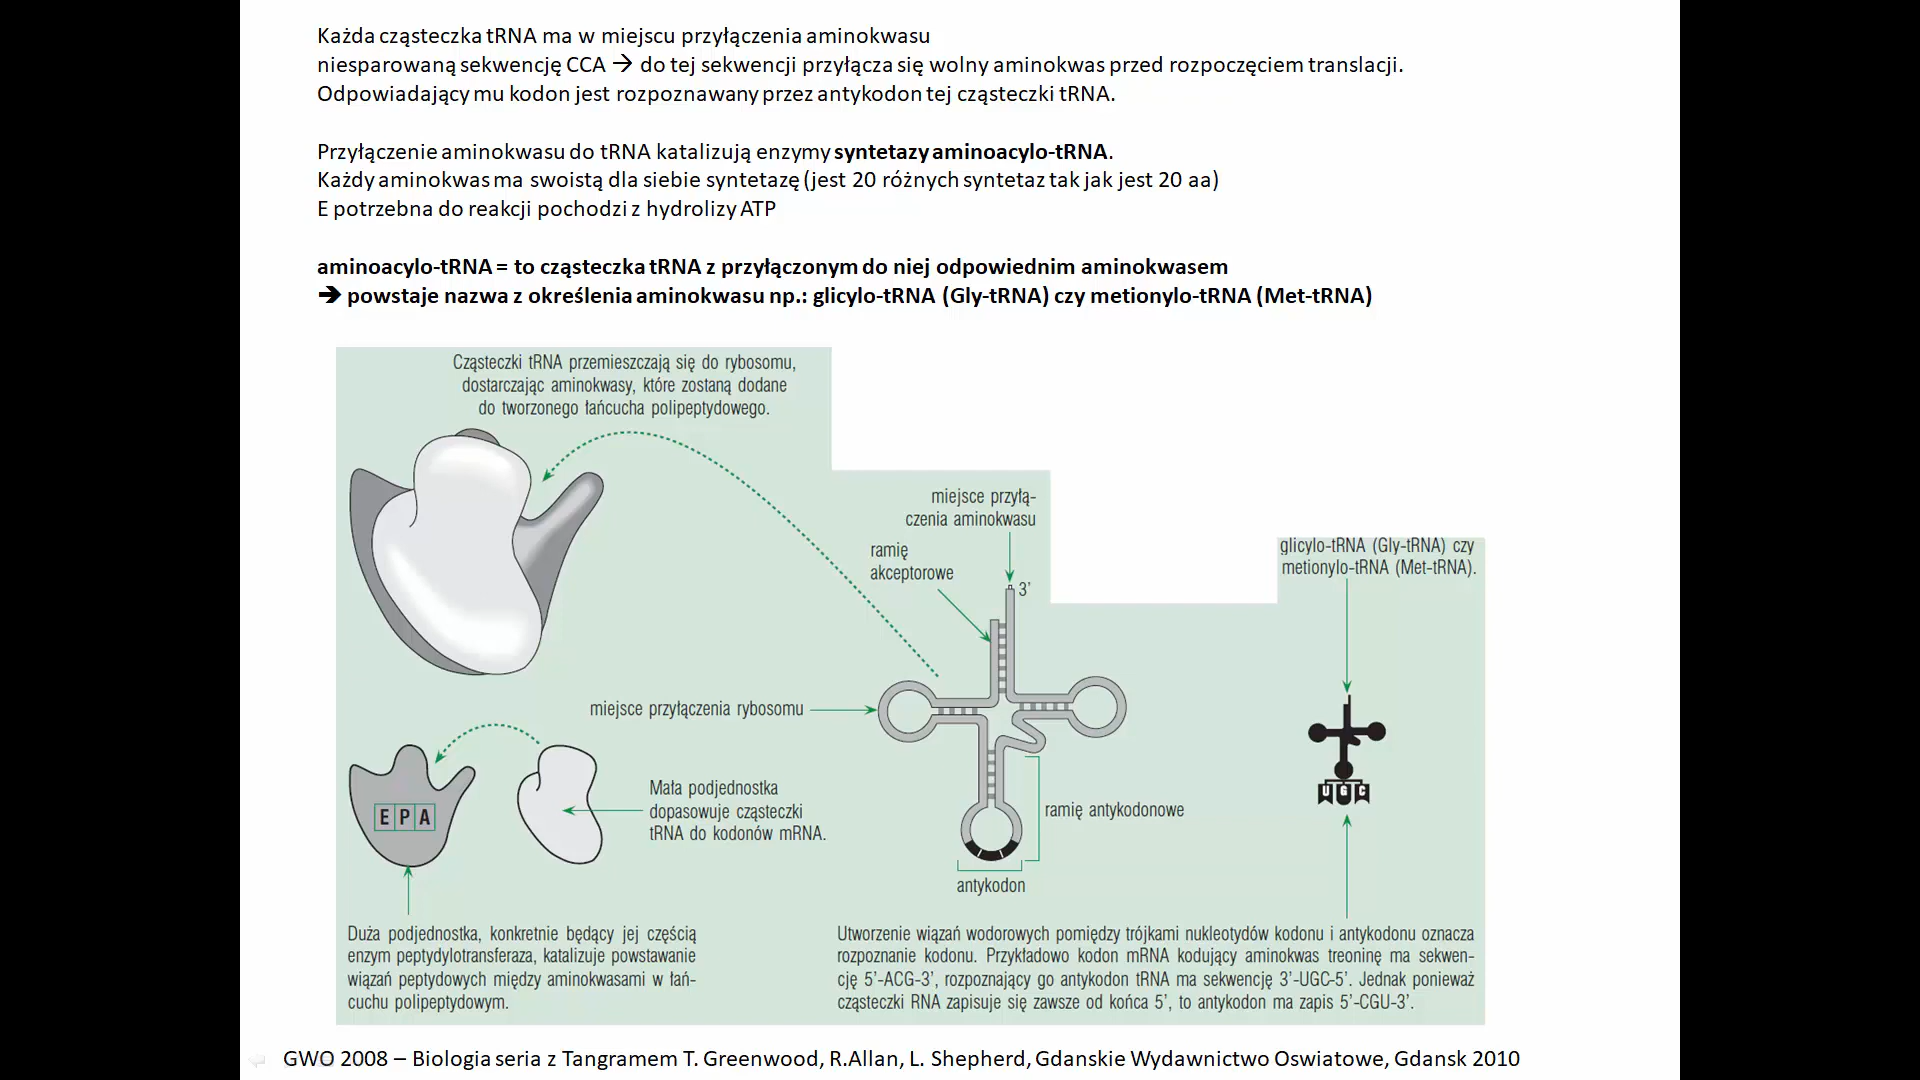 Każda cząsteczka tRNA ma w miejscu przyłączenia aminokwasu
niesparowaną sekwencję CCA → do tej sekwencji przyłącza się wolny aminokwas przed rozpoczęciem translacji.
Odpowiadający mu kodon jest rozpoznawany przez antykodon tej cząsteczki tRNA.
Przyłączenie aminokwasu do tRNA katalizują enzymy syntetazy aminoacylo-tRNA.
Każdy aminokwas ma swoistą dla siebie syntetazę (jest 20 różnych syntetaz tak jak jest 20 aa)
E potrzebna do reakcji pochodzi z hydrolizy ATP
aminoacylo-tRNA = to cząsteczka tRNA z przyłączonym do niej odpowiednim aminokwasem
→ powstaje nazwa z określenia aminokwasu np.: glicylo-tRNA (Gly-tRNA) czy metionylo-tRNA (Met-tRNA)
Cząsteczki tRNA przemieszczają się do rybosomu,
dostarczając aminokwasy, które zostaną dodane
do tworzonego łańcucha polipeptydowego.
miejsce przyłą-
czenia aminokwasu
ramię
akceptorowe
3'
glicylo-tRNA (Gly-tRNA) czy
metionylo-tRNA (Met-tRNA).
miejsce przyłączenia rybosomu
Mała podjednostka
dopasowuje cząsteczki
tRNA do kodonów mRNA.
E P A
ramię antykodonowe
antykodon
UGC
Duża podjednostka, konkretnie będący jej częścią
enzym peptydylotransferaza, katalizuje powstawanie
wiązań peptydowych między aminokwasami w łań-
cuchu polipeptydowym.
Utworzenie wiązań wodorowych pomiędzy trójkami nukleotydów kodonu i antykodonu oznacza
rozpoznanie kodonu. Przykładowo kodon mRNA kodujący aminokwas treoninę ma sekwen-
cję 5'-ACG-3', rozpoznający go antykodon tRNA ma sekwencję 3'-UGC-5'. Jednak ponieważ
cząsteczki RNA zapisuje się zawsze od końca 5', to antykodon ma zapis 5'-CGU-3'.
GWO 2008 – Biologia seria z Tangramem T. Greenwood, R.Allan, L. Shepherd, Gdanskie Wydawnictwo Oswiatowe, Gdansk 2010